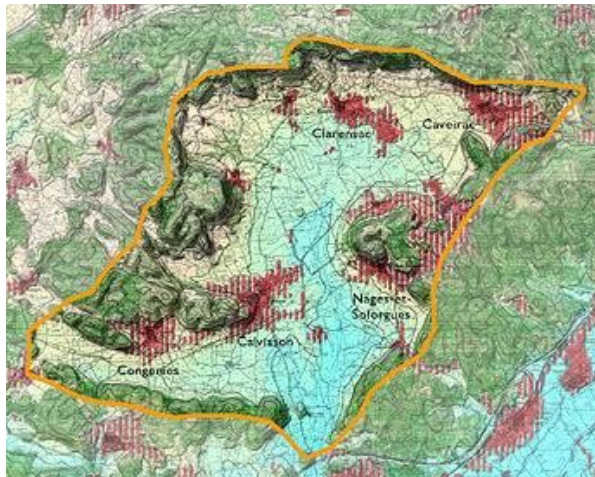 Clarensac
Caveirac
Nages-et-
Solorgues
Calvisson
Congénies